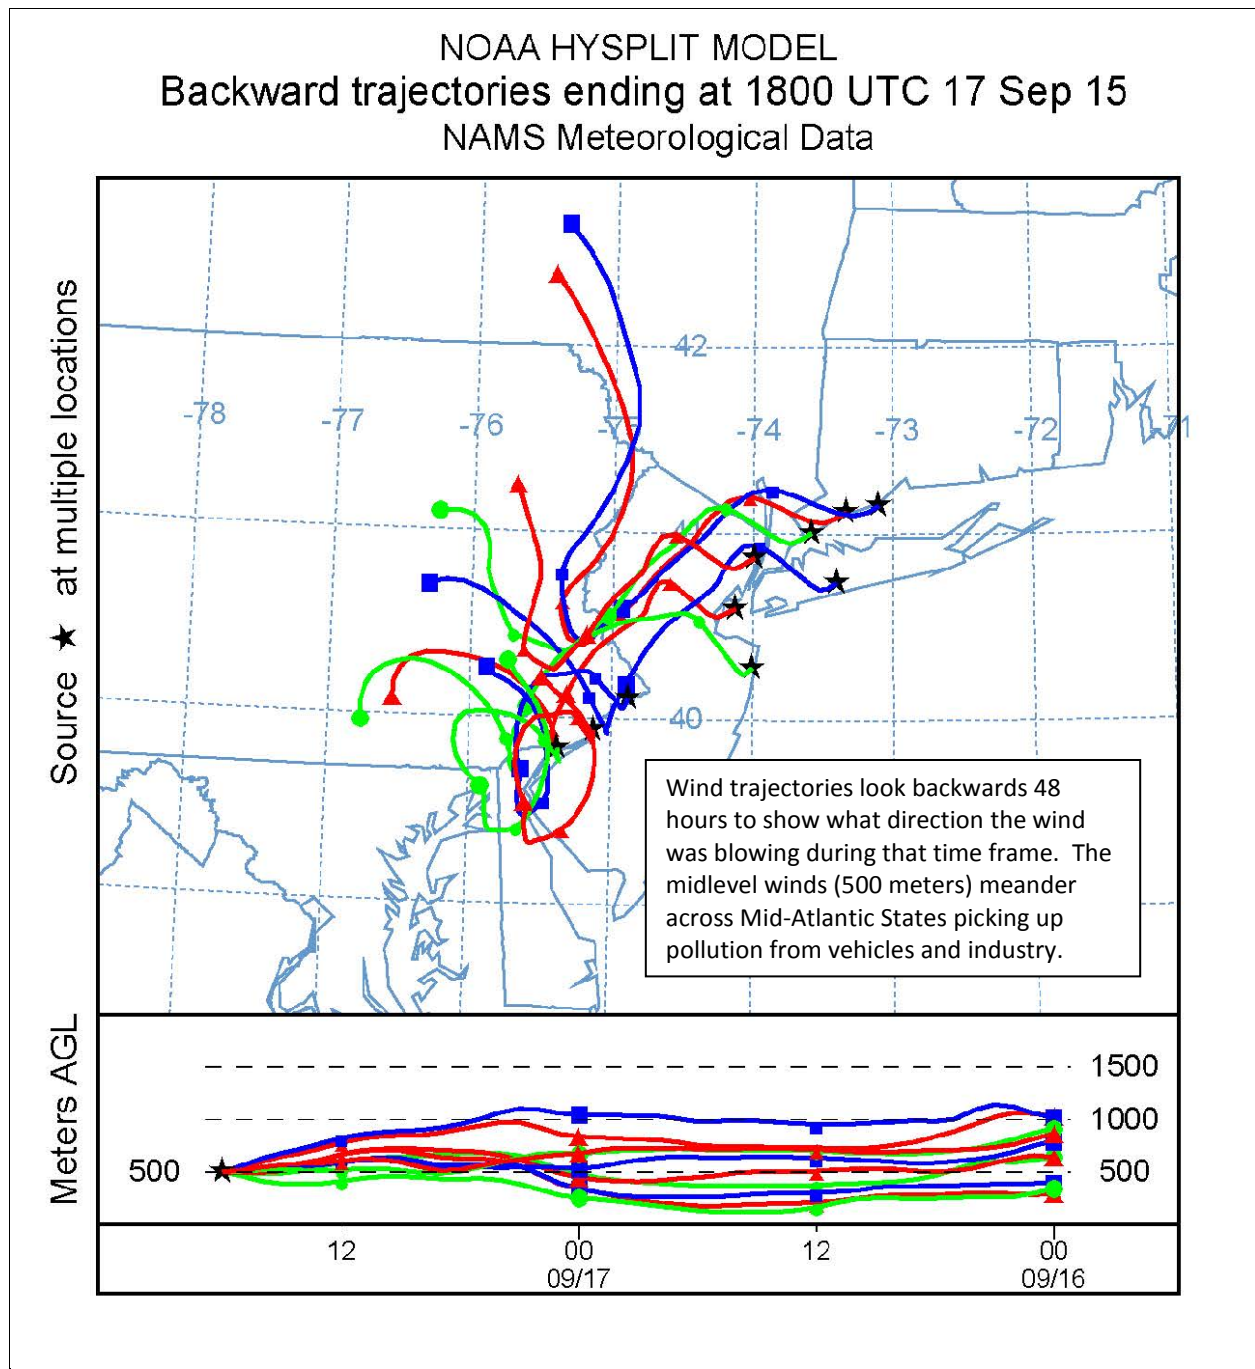 NOAA HYSPLIT MODEL
Backward trajectories ending at 1800 UTC 17 Sep 15
NAMS Meteorological Data
Source ★ at multiple locations
42
-78
-77
-76
-74
-73
-72
-71
40
Wind trajectories look backwards 48
hours to show what direction the wind
was blowing during that time frame. The
midlevel winds (500 meters) meander
across Mid-Atlantic States picking up
pollution from vehicles and industry.
Meters AGL
1500
1000
500
500
12
00
12
00
09/17
09/16